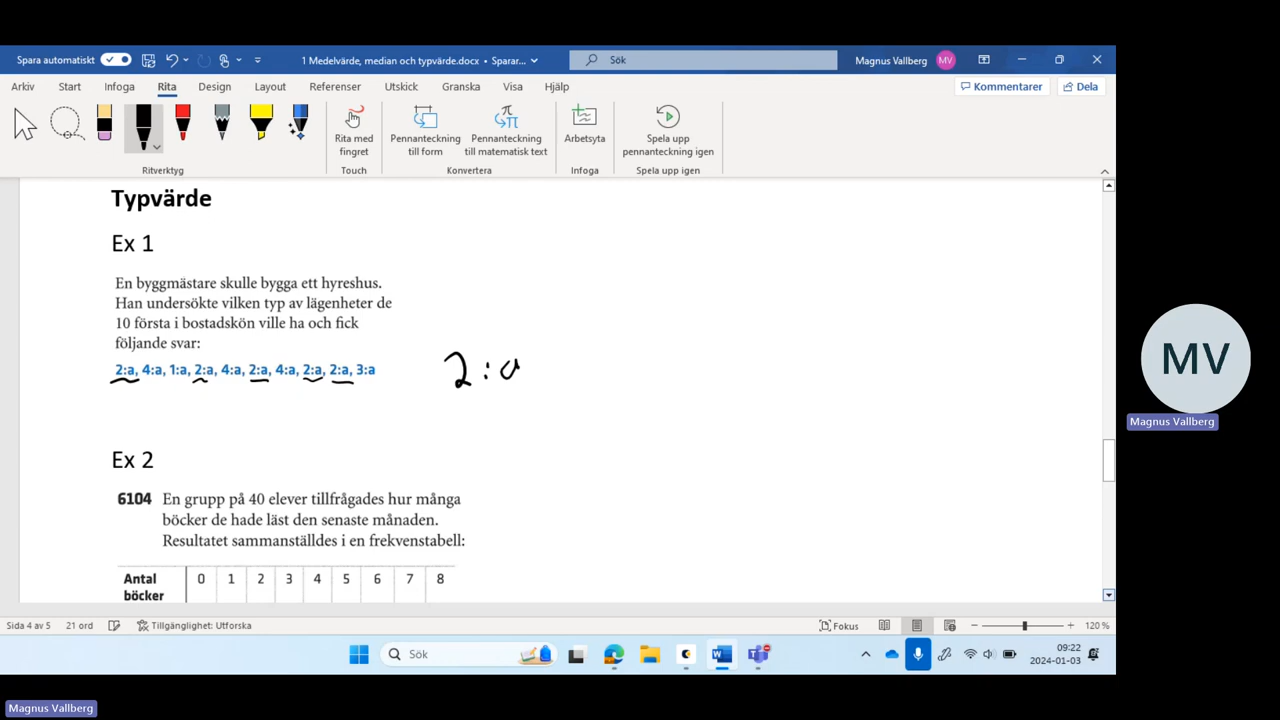 Spara automatiskt
1 Medelvärde, median och typvärde.docx • Sparar...
Sök
Magnus Vallberg MV
Arkiv Start Infoga Rita Design Layout Referenser Utskick Granska Visa Hjälp
Kommentarer Dela
Rita med fingret
Pennanteckning till form
Pennanteckning till matematisk text
Arbetsyta
Spela upp pennanteckning igen
Ritverktyg Touch Konvertera Infoga Spela upp igen
Typvärde
Ex 1
En byggmästare skulle bygga ett hyreshus.
Han undersökte vilken typ av lägenheter de
10 första i bostadskön ville ha och fick
följande svar:
2:a, 4:a, 1:a, 2:a, 4:a, 2:a, 4:a, 2:a, 2:a, 3:a
2:a
Ex 2
6104 En grupp på 40 elever tillfrågades hur många
böcker de hade läst den senaste månaden.
Resultatet sammanställdes i en frekvenstabell:
Antal böcker 0 1 2 3 4 5 6 7 8
MV
Magnus Vallberg
Sida 4 av 5 21 ord Tillgänglighet: Utforska Fokus 120 %
Sök
09:22
2024-01-03
Magnus Vallberg